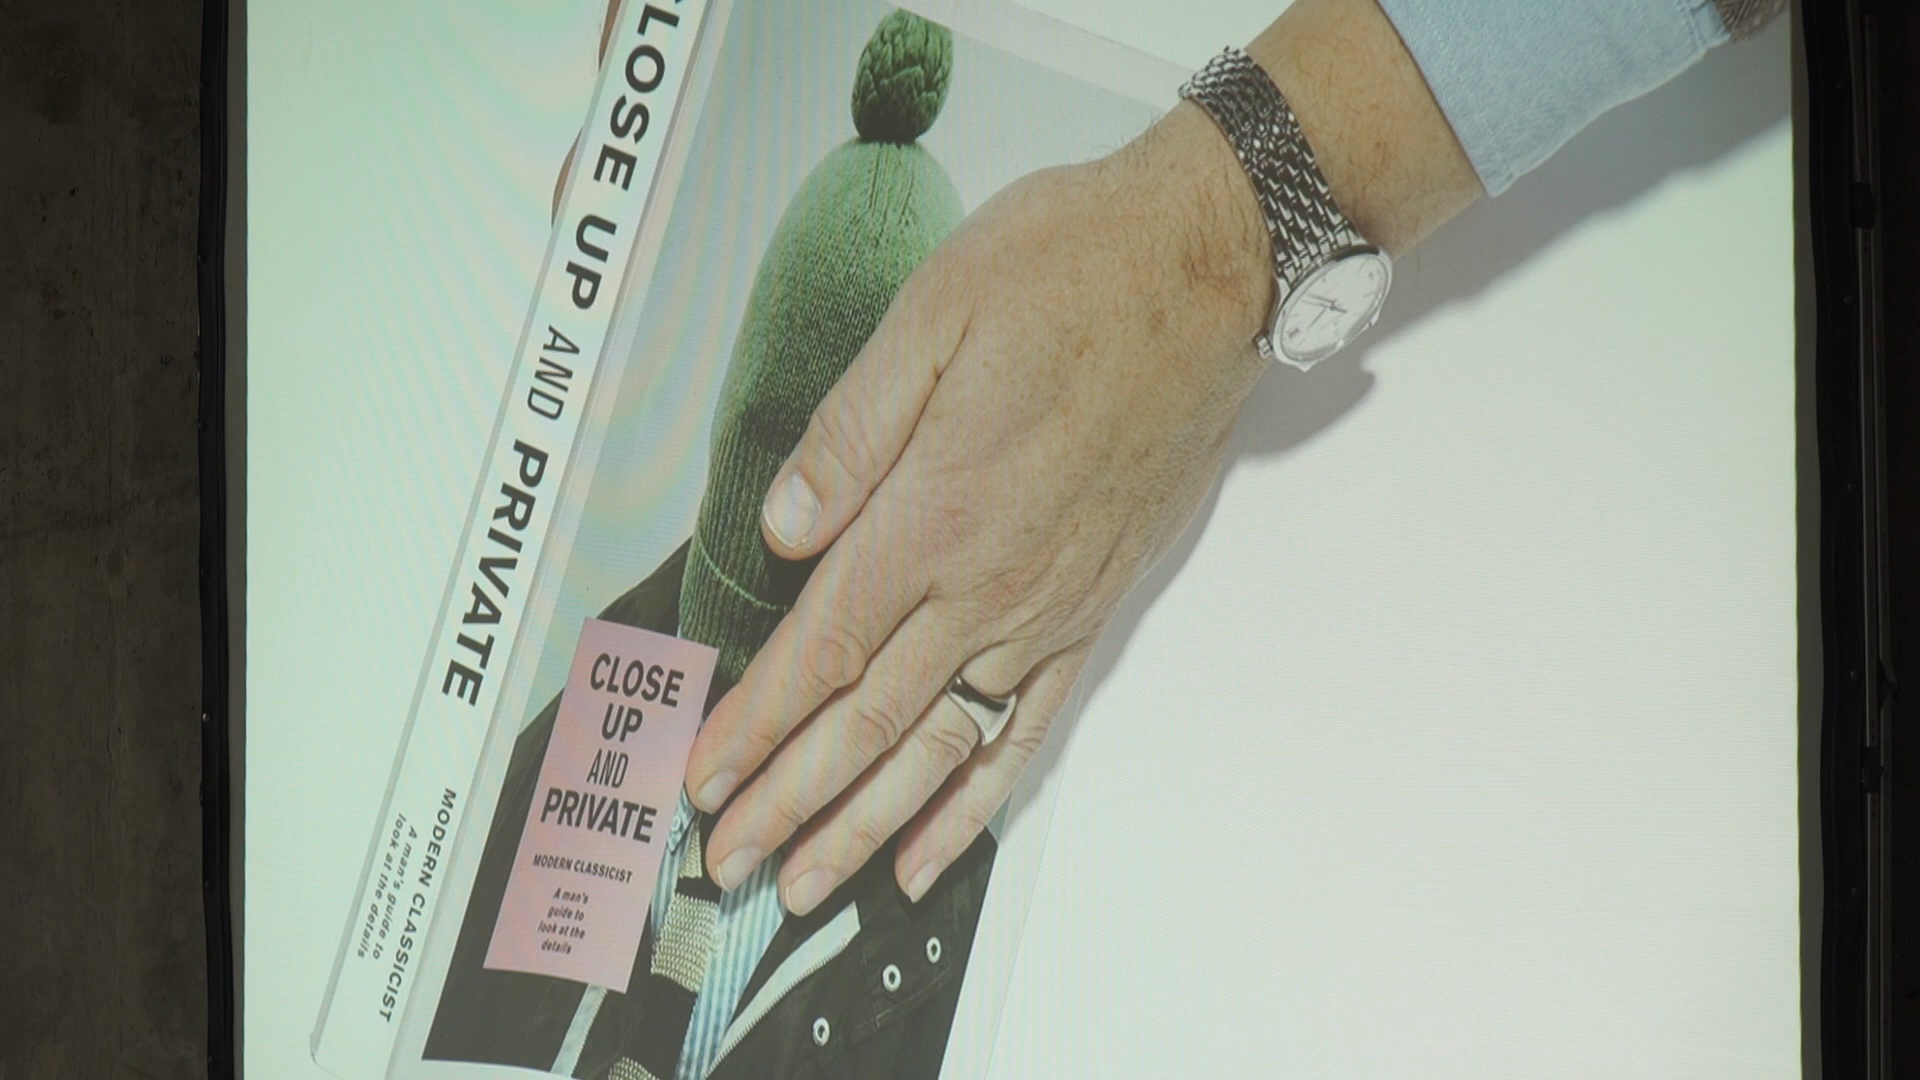 CLOSE UP AND PRIVATE
MODERN CLASSICIST
A man's guide to
look at the details
CLOSE
UP
AND
PRIVATE
MODERN CLASSICIST
A man's
guide to
look at the
details